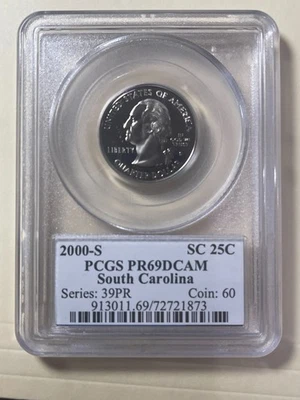 UNITED STATES OF AMERICA
LIBERTY
IN
GOD WE
TRUST
S
QUARTER DOLLAR
2000-S SC 25C
PCGS PR69DCAM
South Carolina
Series: 39PR Coin: 60
913011.69/72721873